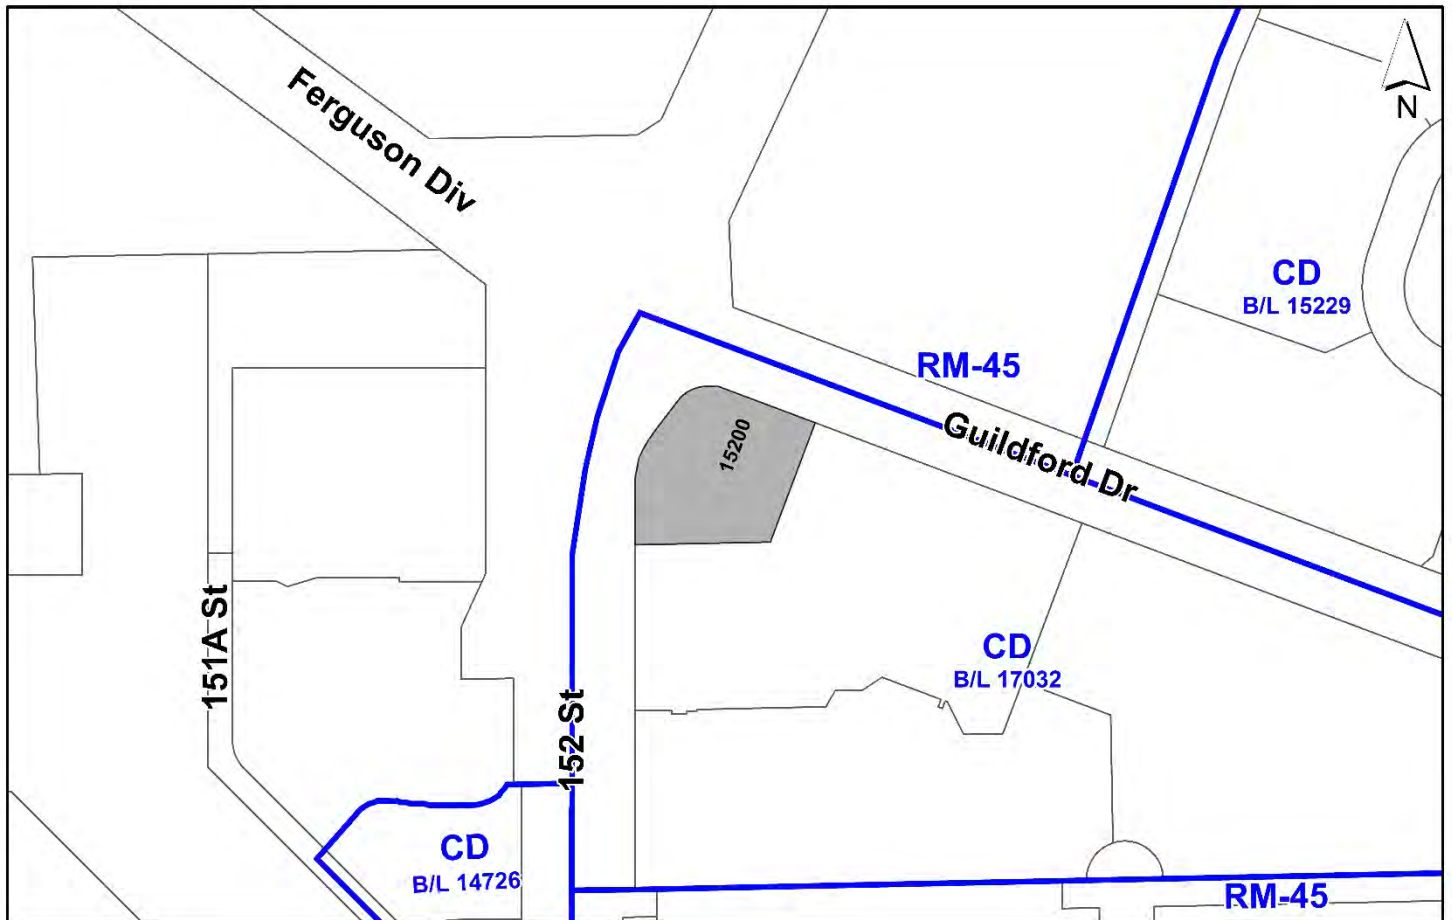 N
Ferguson Div
CD
B/L 15229
RM-45
15200
Guildford Dr
151A St
CD
B/L 17032
152 St
CD
B/L 14726
RM-45